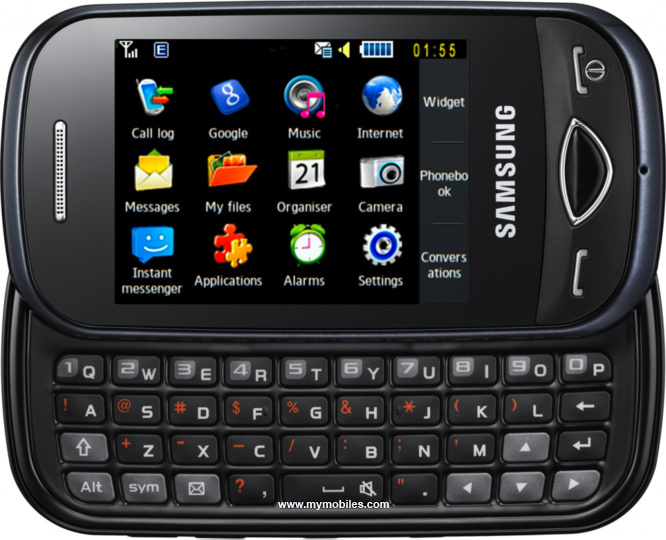 E 01:55
Call log Google Music Internet Widget
Messages My files Organiser Camera Phonebo
ok
21
Instant
messenger Applications Alarms Settings Convers
ations
SAMSUNG
1 Q 2 W 3 E 4 R 5 T 6 Y 7 U 8 I 9 O 0 P
! A @ S # D $ F % G & H * J ( K ) L
+ Z - X – C / V : B ; N ' M
Alt sym ? , " .
www.mymobiles.com